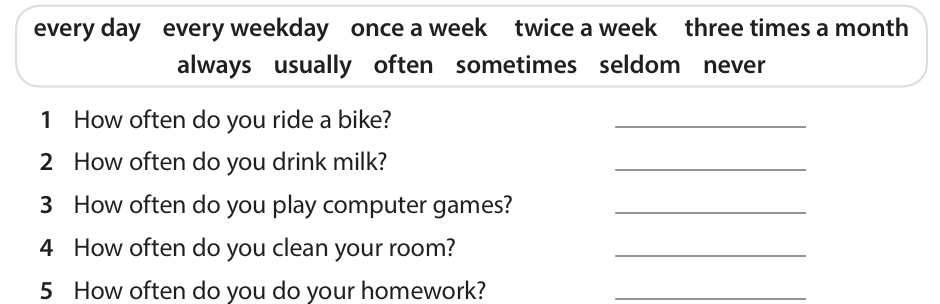 every day every weekday once a week twice a week three times a month
always usually often sometimes seldom never
1 How often do you ride a bike?
2 How often do you drink milk?
3 How often do you play computer games?
4 How often do you clean your room?
5 How often do you do your homework?